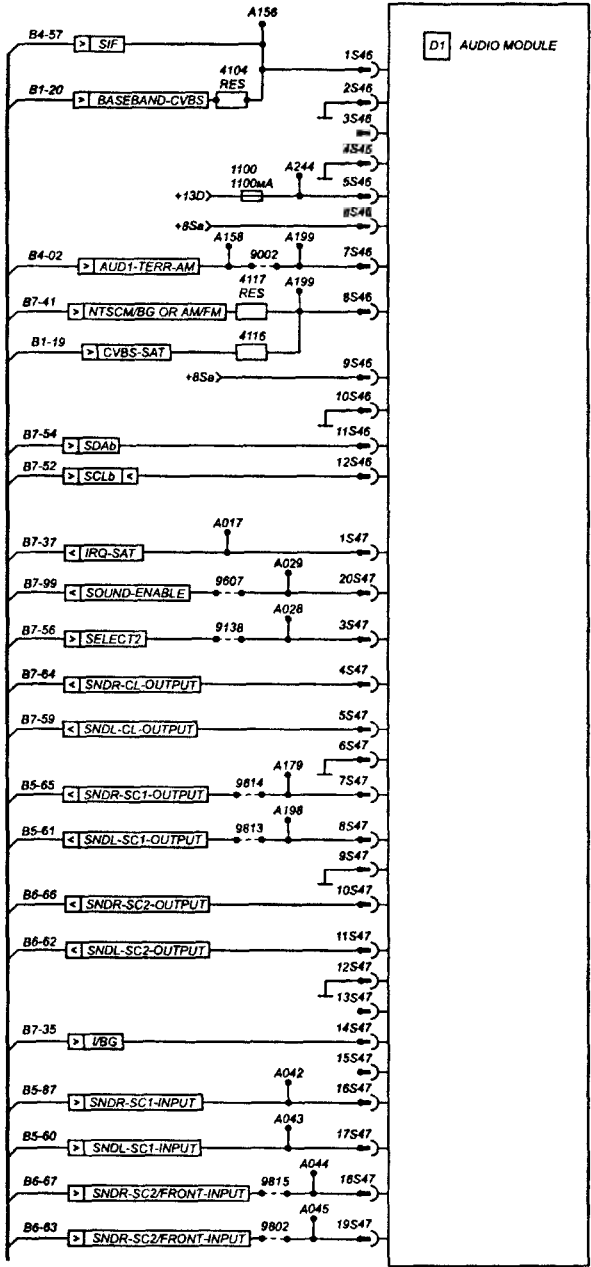 A156
B4-57 > SIF
D1 AUDIO MODULE
1S46
4104
RES
B1-20 > BASEBAND-CVBS
2S46
3S46
4S46
1100
1100мА
A244
+13D
5S46
+8Sa
6S46
A158
9002
A199
B4-02 > AUD1-TERR-AM
7S46
4117
RES
A199
B7-41 > NTSCM/BG OR AM/FM
8S46
4116
B1-19 > CVBS-SAT
+8Sa
9S46
10S46
B7-54 > SDAb
11S46
B7-52 > SCLb <
12S46
A017
B7-37 < IRQ-SAT
1S47
A029
B7-99 < SOUND-ENABLE
9607
20S47
A028
B7-56 > SELECT2
9138
3S47
B7-64 < SNDR-CL-OUTPUT
4S47
B7-59 < SNDL-CL-OUTPUT
5S47
6S47
A179
B5-65 < SNDR-SC1-OUTPUT
9814
7S47
A198
B5-61 < SNDL-SC1-OUTPUT
9813
8S47
9S47
B6-66 < SNDR-SC2-OUTPUT
10S47
B6-62 < SNDL-SC2-OUTPUT
11S47
12S47
13S47
B7-35 > I/BG
14S47
15S47
A042
B5-87 > SNDR-SC1-INPUT
16S47
A043
B5-60 > SNDL-SC1-INPUT
17S47
A044
B6-67 > SNDR-SC2/FRONT-INPUT
9815
18S47
A045
B6-63 > SNDR-SC2/FRONT-INPUT
9802
19S47